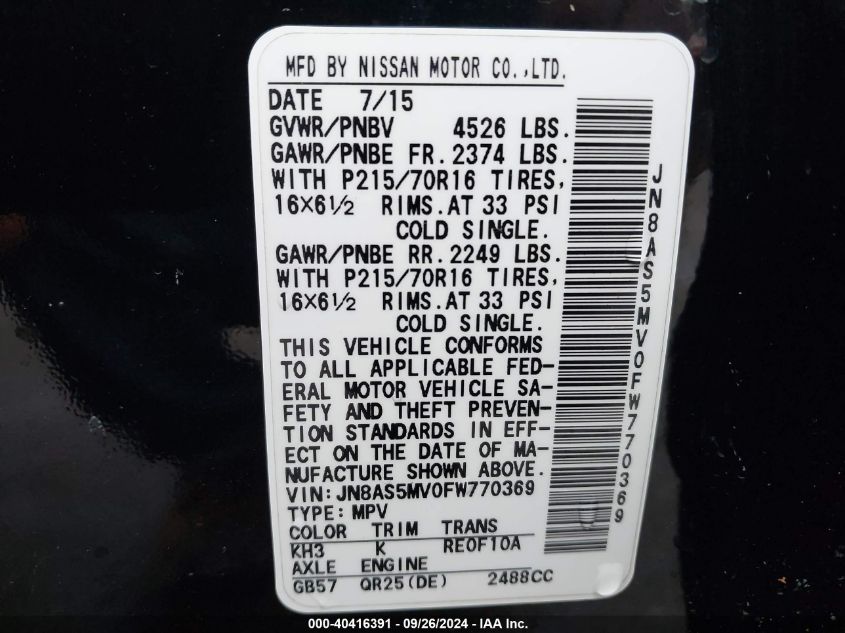 MFD BY NISSAN MOTOR CO.,LTD.
DATE 7/15
GVWR/PNBV 4526 LBS.
GAWR/PNBE FR. 2374 LBS.
WITH P215/70R16 TIRES,
16X6½ RIMS. AT 33 PSI
COLD SINGLE.
GAWR/PNBE RR. 2249 LBS.
WITH P215/70R16 TIRES,
16X6½ RIMS. AT 33 PSI
COLD SINGLE.
THIS VEHICLE CONFORMS
TO ALL APPLICABLE FED-
ERAL MOTOR VEHICLE SA-
FETY AND THEFT PREVEN-
TION STANDARDS IN EFF-
ECT ON THE DATE OF MA-
NUFACTURE SHOWN ABOVE.
VIN: JN8AS5MV0FW770369
TYPE: MPV
COLOR TRIM TRANS
KH3 K RE0F10A
AXLE ENGINE
GB57 QR25(DE) 2488CC
JN8AS5MV0FW770369
000-40416391 - 09/26/2024 - IAA Inc.